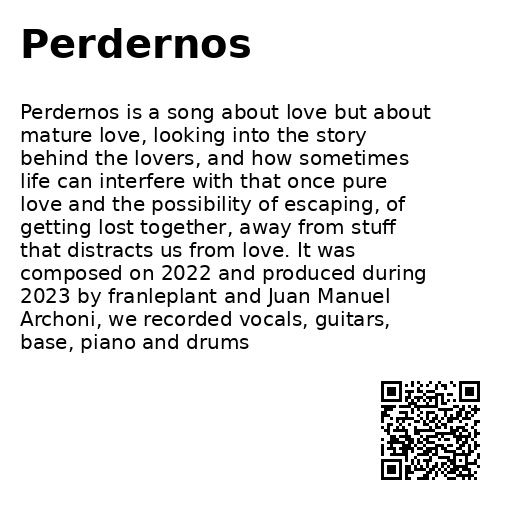 Perdernos
Perdernos is a song about love but about
mature love, looking into the story
behind the lovers, and how sometimes
life can interfere with that once pure
love and the possibility of escaping, of
getting lost together, away from stuff
that distracts us from love. It was
composed on 2022 and produced during
2023 by franleplant and Juan Manuel
Archoni, we recorded vocals, guitars,
base, piano and drums